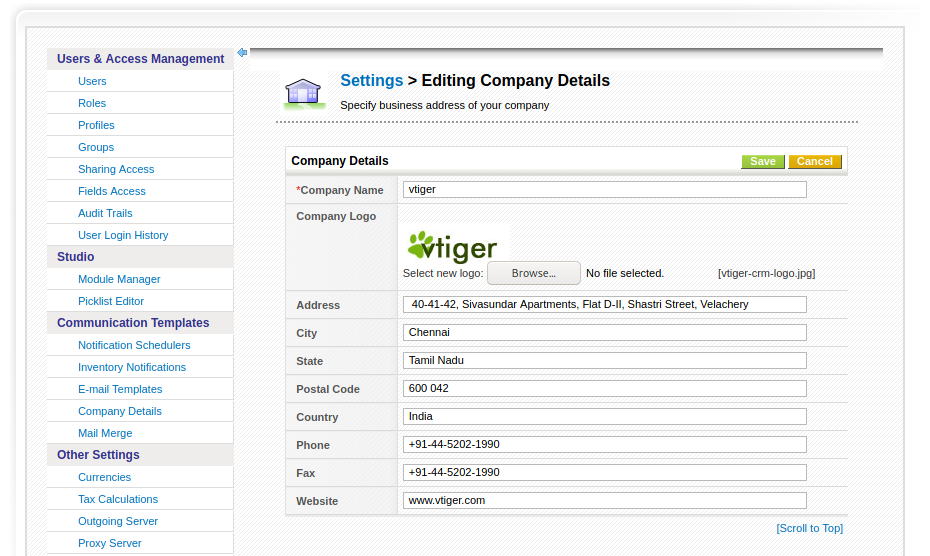 Users & Access Management
Users
Roles
Profiles
Groups
Sharing Access
Fields Access
Audit Trails
User Login History
Studio
Module Manager
Picklist Editor
Communication Templates
Notification Schedulers
Inventory Notifications
E-mail Templates
Company Details
Mail Merge
Other Settings
Currencies
Tax Calculations
Outgoing Server
Proxy Server
Settings > Editing Company Details
Specify business address of your company
Company Details Save Cancel
*Company Name vtiger
Company Logo
vtiger
Select new logo: Browse... No file selected. [vtiger-crm-logo.jpg]
Address 40-41-42, Sivasundar Apartments, Flat D-II, Shastri Street, Velachery
City Chennai
State Tamil Nadu
Postal Code 600 042
Country India
Phone +91-44-5202-1990
Fax +91-44-5202-1990
Website www.vtiger.com
[Scroll to Top]